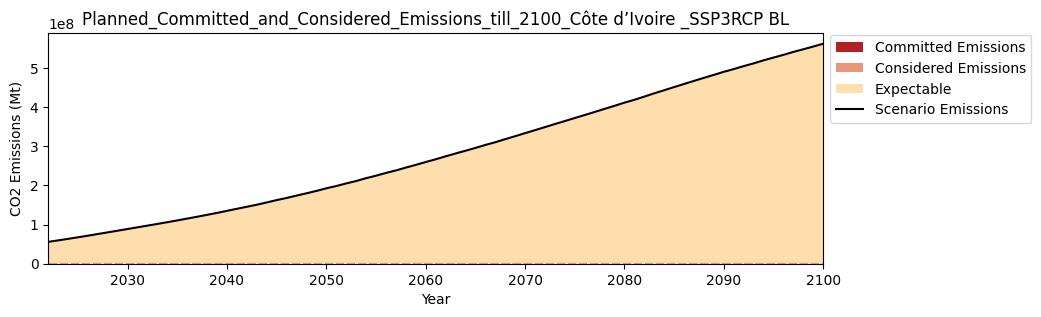 Planned_Committed_and_Considered_Emissions_till_2100_Côte d’Ivoire _SSP3RCP BL
1e8
CO2 Emissions (Mt)
5
4
3
2
1
0
2030 2040 2050 2060 2070 2080 2090 2100
Year
Committed Emissions
Considered Emissions
Expectable
Scenario Emissions